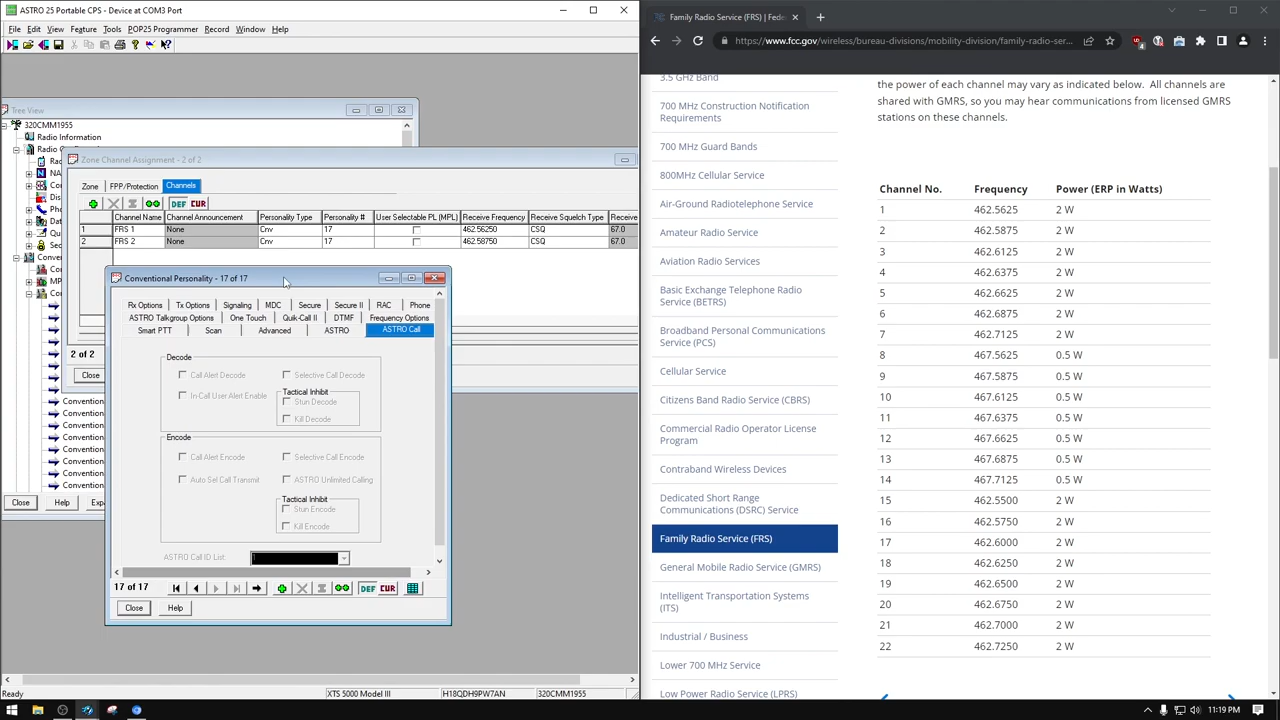 ASTRO 25 Portable CPS - Device at COM3 Port
File Edit View Feature Tools POP25 Programmer Record Window Help
Tree View
320CMM1955
Radio Information
Zone Channel Assignment - 2 of 2
Zone FPP/Protection Channels
DEF CUR
Channel Name Channel Announcement Personality Type Personality # User Selectable PL (MPL) Receive Frequency Receive Squelch Type Receive
1 FRS 1 None Cnv 17 462.56250 CSQ 67.0
2 FRS 2 None Cnv 17 462.58750 CSQ 67.0
2 of 2
Close
Conventional Personality - 17 of 17
Rx Options Tx Options Signaling MDC Secure Secure II RAC Phone
ASTRO Talkgroup Options One Touch Quik-Call II DTMF Frequency Options
Smart PTT Scan Advanced ASTRO ASTRO Call
Decode
Call Alert Decode Selective Call Decode
In-Call User Alert Enable
Tactical Inhibit
Stun Decode
Kill Decode
Encode
Call Alert Encode Selective Call Encode
Auto Sel Call Transmit ASTRO Unlimited Calling
Tactical Inhibit
Stun Encode
Kill Encode
ASTRO Call ID List: 1
17 of 17 DEF CUR
Close Help
Convention
Convention
Convention
Convention
Convention
Convention
Convention
Convention
Close Help Exp
Ready XTS 5000 Model III H18QDH9PW7AN 320CMM1955
Family Radio Service (FRS) | Fede
https://www.fcc.gov/wireless/bureau-divisions/mobility-division/family-radio-ser...
3.5 GHz Band
700 MHz Construction Notification
Requirements
700 MHz Guard Bands
800MHz Cellular Service
Air-Ground Radiotelephone Service
Amateur Radio Service
Aviation Radio Services
Basic Exchange Telephone Radio
Services (BETRS)
Broadband Personal Communications
Service (PCS)
Cellular Service
Citizens Band Radio Service (CBRS)
Commercial Radio Operator License
Program
Contraband Wireless Devices
Dedicated Short Range
Communications (DSRC) Service
Family Radio Service (FRS)
General Mobile Radio Service (GMRS)
Intelligent Transportation Systems
(ITS)
Industrial / Business
Lower 700 MHz Service
Low Power Radio Service (LPRS)
the power of each channel may vary as indicated below. All channels are
shared with GMRS, so you may hear communications from licensed GMRS
stations on these channels.
Channel No. Frequency Power (ERP in Watts)
1 462.5625 2 W
2 462.5875 2 W
3 462.6125 2 W
4 462.6375 2 W
5 462.6625 2 W
6 462.6875 2 W
7 462.7125 2 W
8 467.5625 0.5 W
9 467.5875 0.5 W
10 467.6125 0.5 W
11 467.6375 0.5 W
12 467.6625 0.5 W
13 467.6875 0.5 W
14 467.7125 0.5 W
15 462.5500 2 W
16 462.5750 2 W
17 462.6000 2 W
18 462.6250 2 W
19 462.6500 2 W
20 462.6750 2 W
21 462.7000 2 W
22 462.7250 2 W
11:19 PM